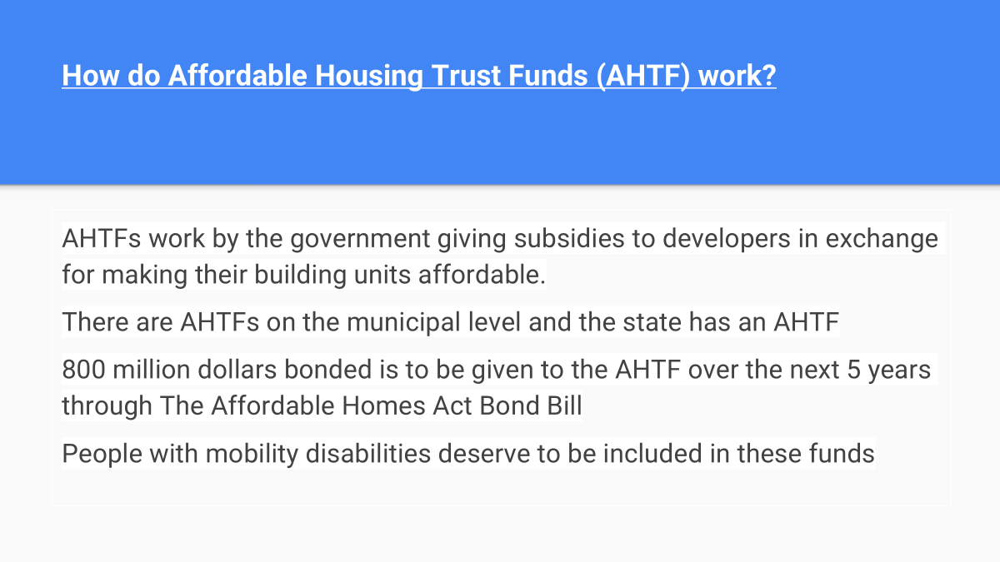 How do Affordable Housing Trust Funds (AHTF) work?
AHTFs work by the government giving subsidies to developers in exchange
for making their building units affordable.
There are AHTFs on the municipal level and the state has an AHTF
800 million dollars bonded is to be given to the AHTF over the next 5 years
through The Affordable Homes Act Bond Bill
People with mobility disabilities deserve to be included in these funds